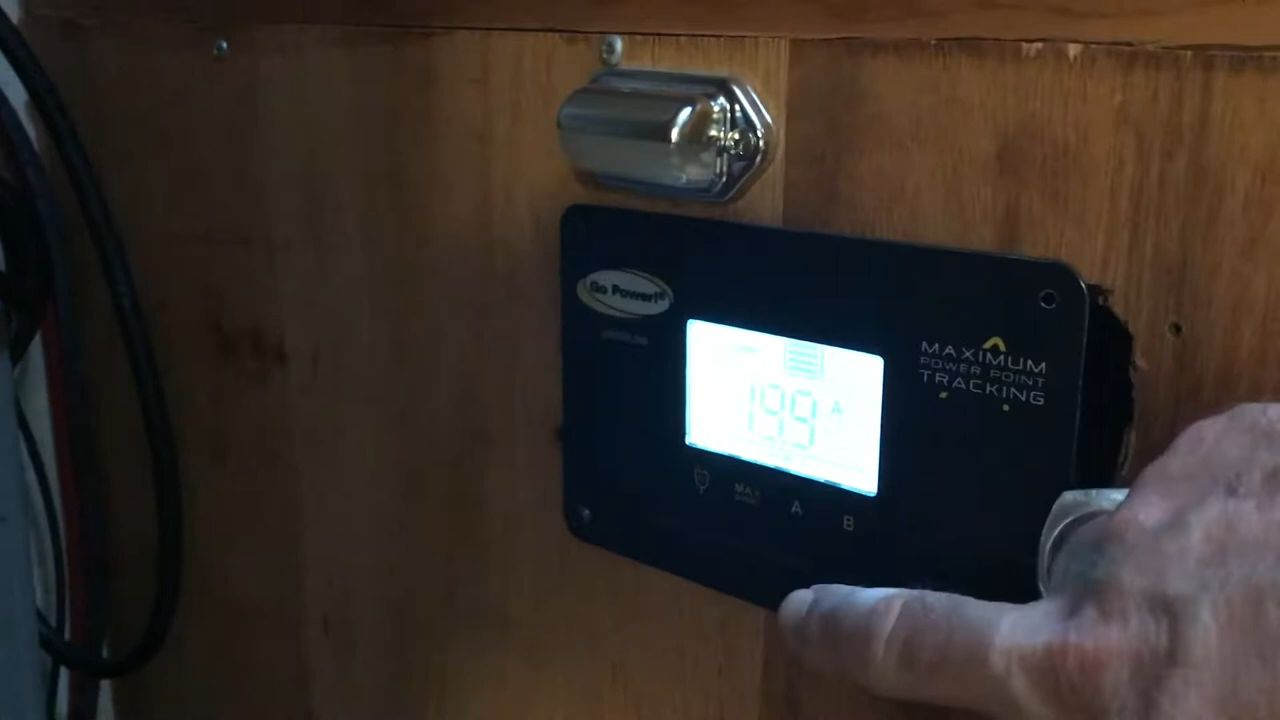 Go Power!®
MAXIMUM
POWER POINT
TRACKING
19.9 A
MAX
A
B